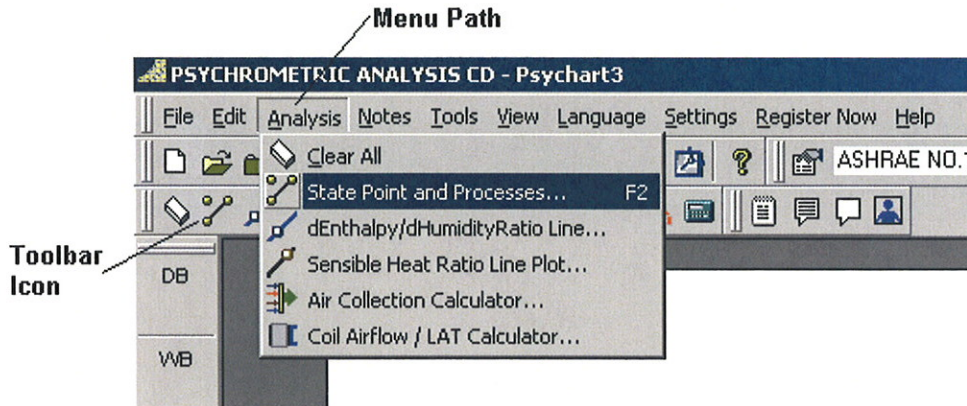 Menu Path
PSYCHROMETRIC ANALYSIS CD - Psychart3
File Edit Analysis Notes Tools View Language Settings Register Now Help
Clear All
ASHRAE NO.
State Point and Processes... F2
dEnthalpy/dHumidityRatio Line...
Sensible Heat Ratio Line Plot...
Air Collection Calculator...
Coil Airflow / LAT Calculator...
Toolbar
Icon
DB
WB